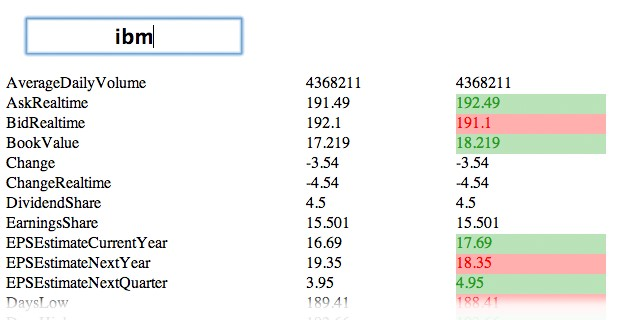 ibm
AverageDailyVolume 4368211 4368211
AskRealtime 191.49 192.49
BidRealtime 192.1 191.1
BookValue 17.219 18.219
Change -3.54 -3.54
ChangeRealtime -4.54 -4.54
DividendShare 4.5 4.5
EarningsShare 15.501 15.501
EPSEstimateCurrentYear 16.69 17.69
EPSEstimateNextYear 19.35 18.35
EPSEstimateNextQuarter 3.95 4.95
DaysLow 189.41 188.41